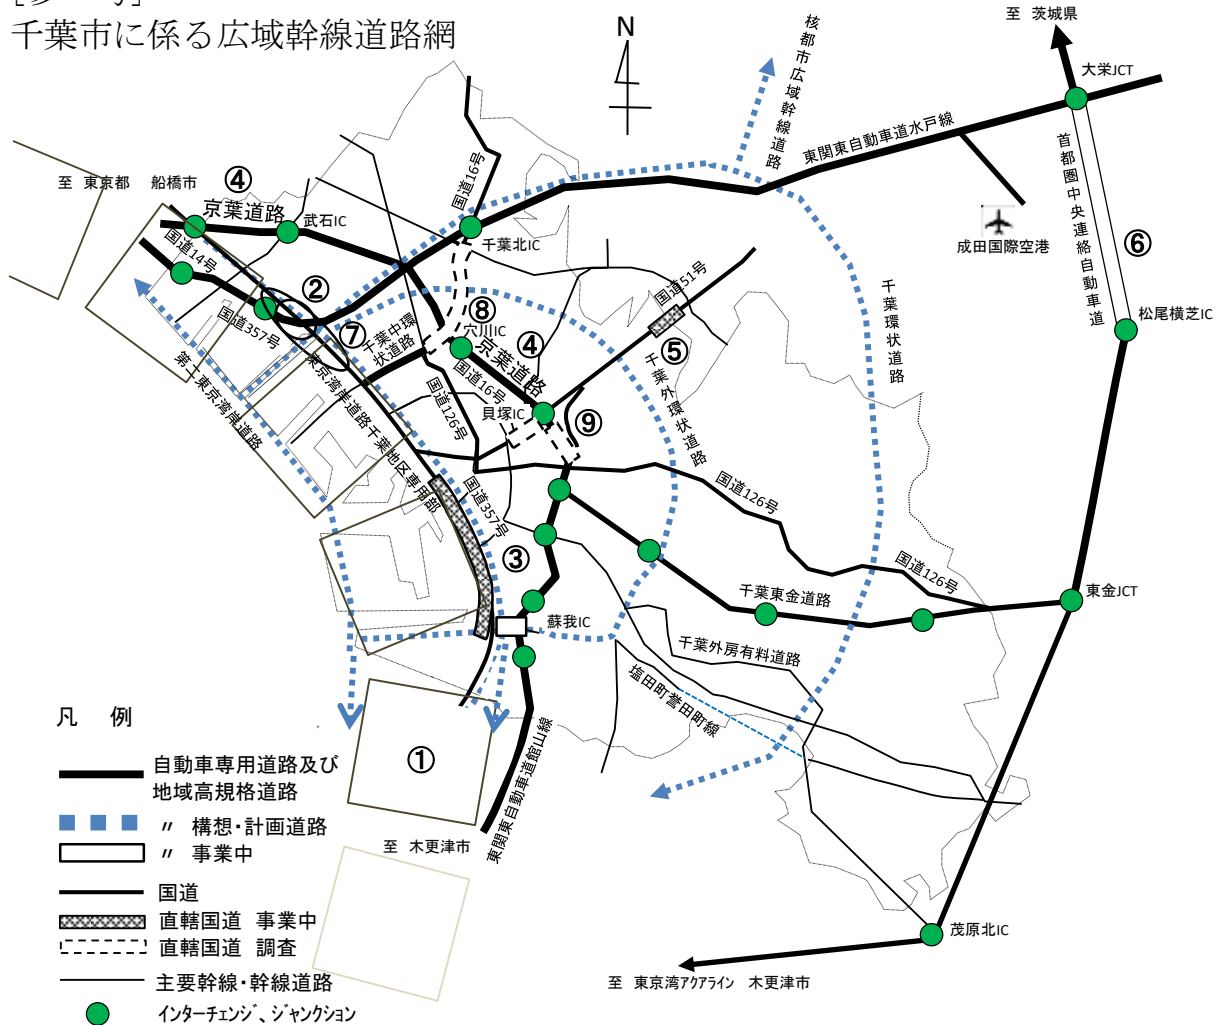 千葉市に係る広域幹線道路網
N
至 茨城県
大栄JCT
核都市広域幹線道路
東関東自動車道水戸線
首都圏中央連絡自動車道
⑥
成田国際空港
松尾横芝IC
至 東京都 船橋市
④
京葉道路
武石IC
国道16号
千葉北IC
国道14号
②
国道357号
⑦
千葉中環状道路
⑧
穴川IC
京葉道路
④
国道16号
国道51号
⑤
千葉環状道路
千葉外環状道路
第二東京湾岸道路
東京湾岸道路千葉地区専用部
国道126号
貝塚IC
⑨
国道357号
国道126号
国道126号
③
千葉東金道路
東金JCT
蘇我IC
千葉外房有料道路
塩田町誉田町線
①
東関東自動車道館山線
至 木更津市
茂原北IC
至 東京湾アクアライン 木更津市
凡 例
自動車専用道路及び
地域高規格道路
〃 構想・計画道路
〃 事業中
国道
直轄国道 事業中
直轄国道 調査
主要幹線・幹線道路
インターチェンジ、ジャンクション